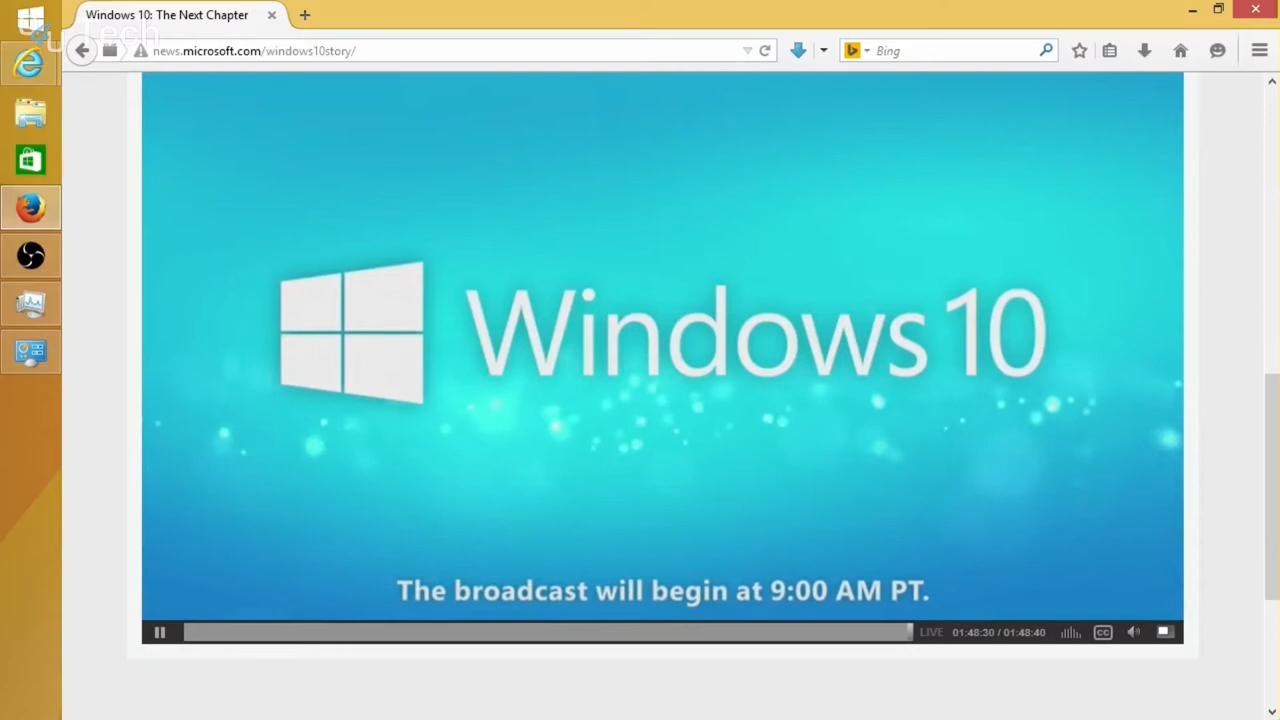 Windows 10: The Next Chapter
news.microsoft.com/windows10story/
Bing
Windows 10
The broadcast will begin at 9:00 AM PT.
LIVE 01:48:30 / 01:48:40
CC